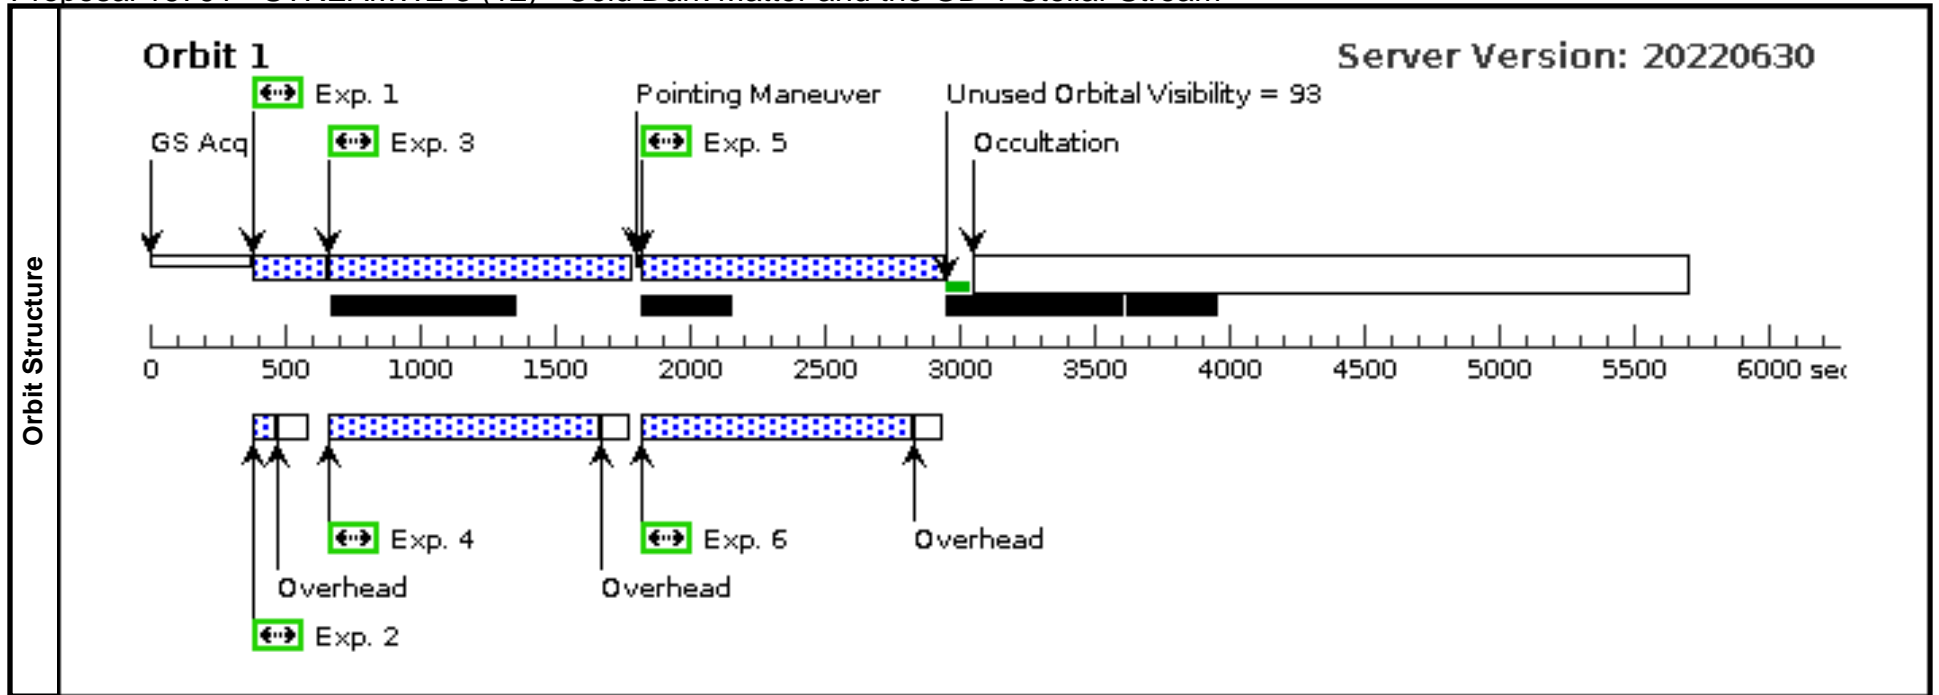 Orbit 1
Server Version: 20220630
Exp. 1
Pointing Maneuver
Unused Orbital Visibility = 93
GS Acq
Exp. 3
Exp. 5
Occultation
Orbit Structure
0 500 1000 1500 2000 2500 3000 3500 4000 4500 5000 5500 6000 sec
Exp. 4
Exp. 6
Overhead
Overhead
Overhead
Exp. 2